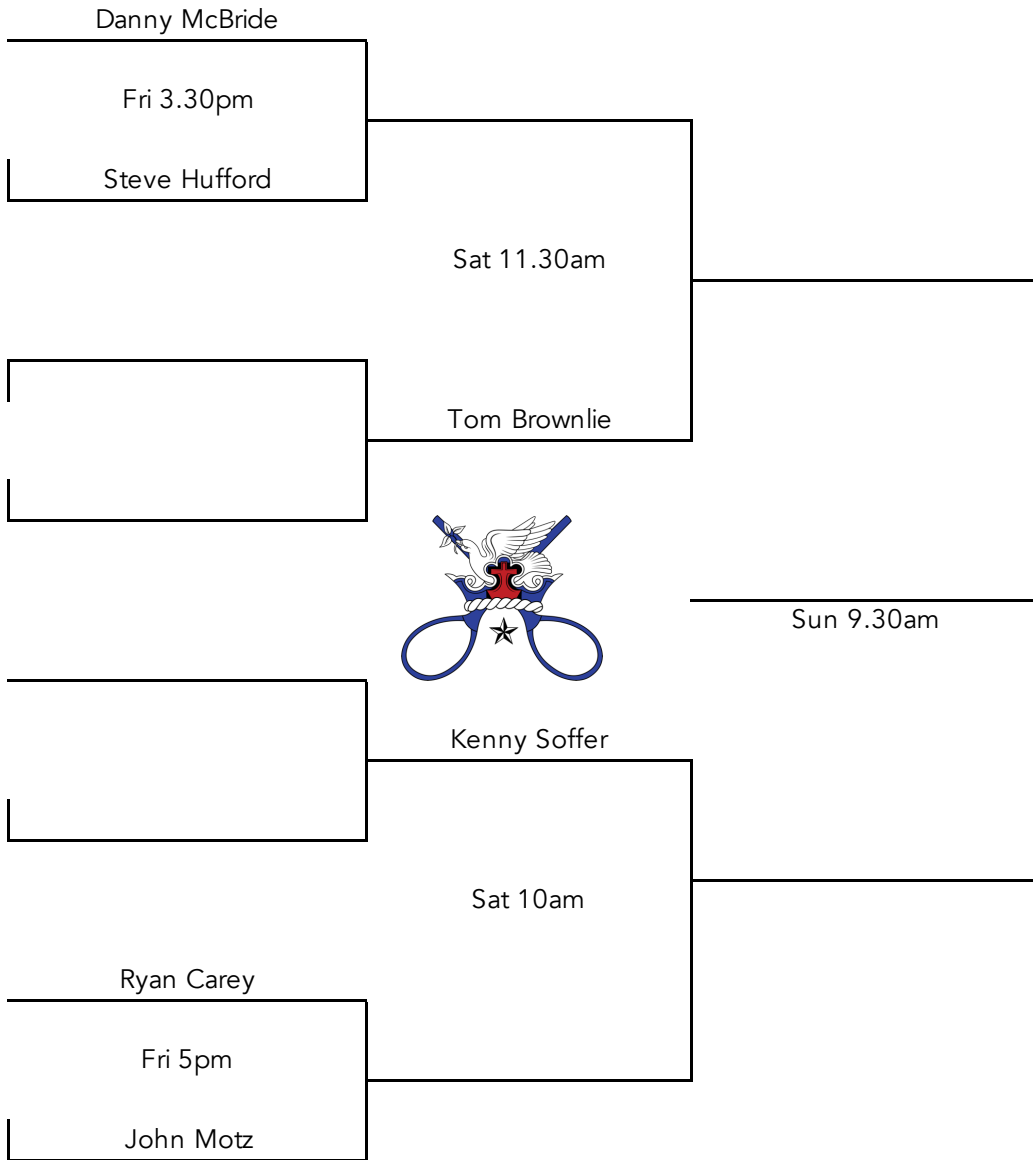 Danny McBride
Fri 3.30pm
Steve Hufford
Sat 11.30am
Tom Brownlie
Sun 9.30am
Kenny Soffer
Sat 10am
Ryan Carey
Fri 5pm
John Motz